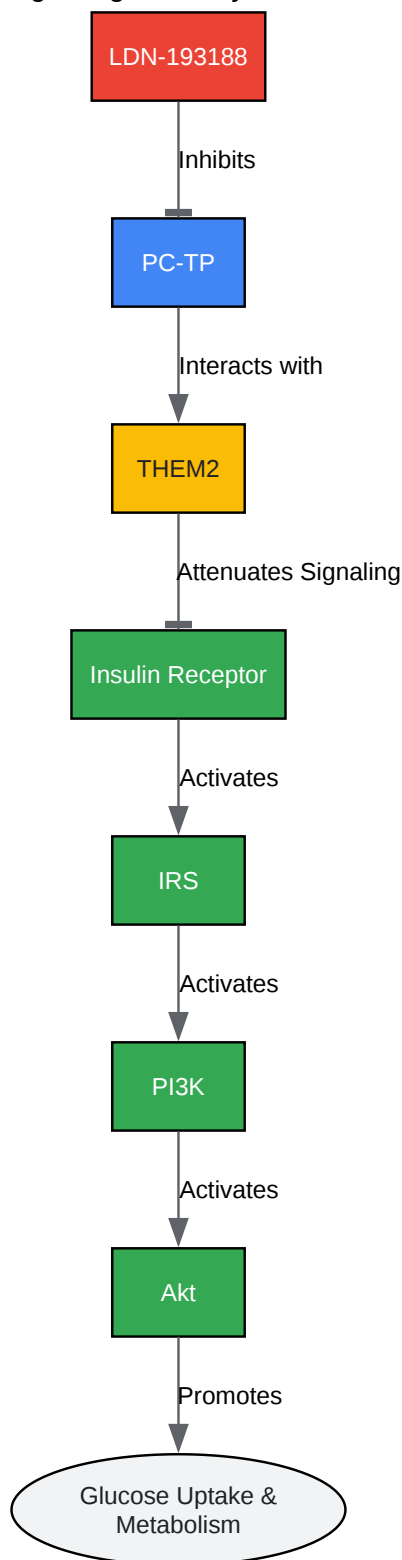 LDN-193188
Inhibits
PC-TP
Interacts with
THEM2
Attenuates Signaling
Insulin Receptor
Activates
IRS
Activates
PI3K
Activates
Akt
Promotes
Glucose Uptake &
Metabolism